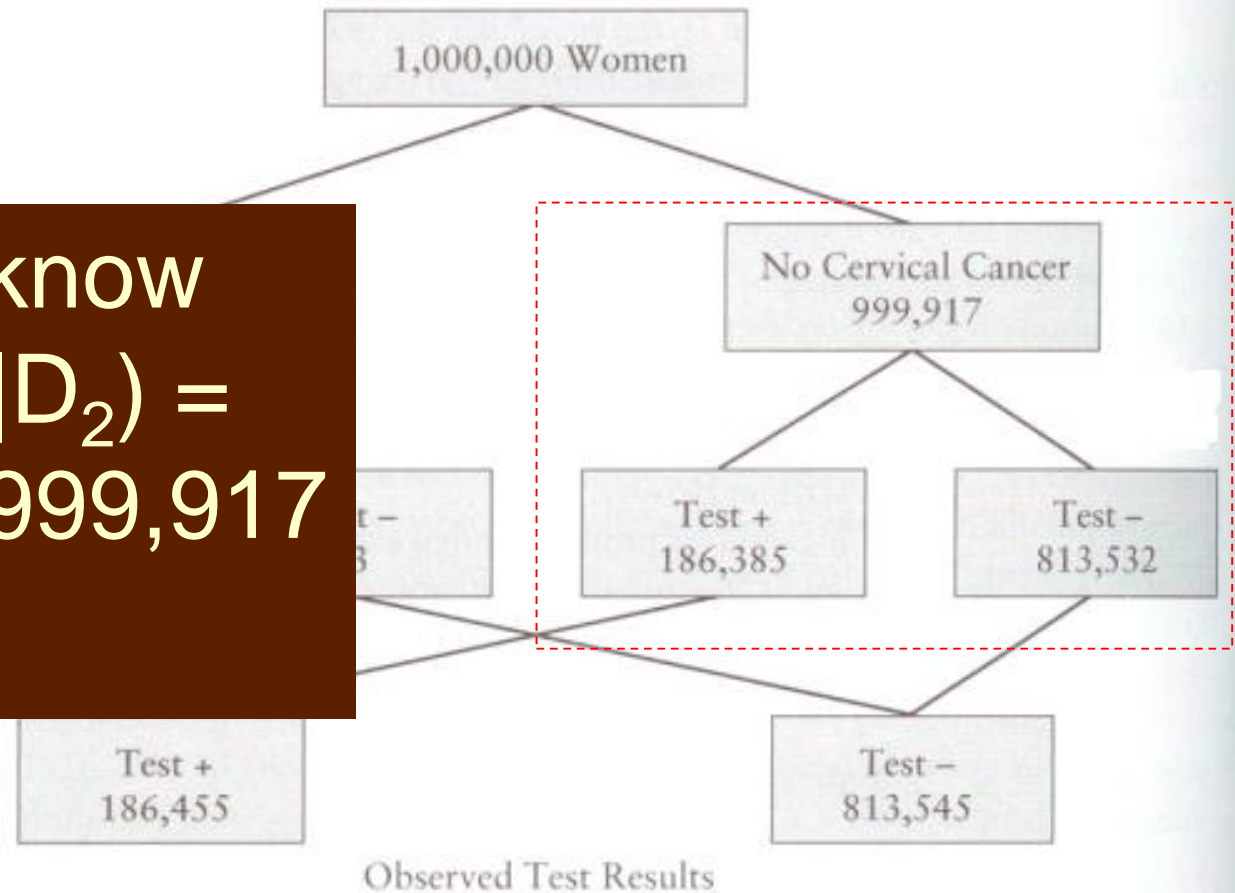 1,000,000 Women
know
|D₂) =
999,917
No Cervical Cancer
999,917
t –
3
Test +
186,385
Test –
813,532
Test +
186,455
Test –
813,545
Observed Test Results